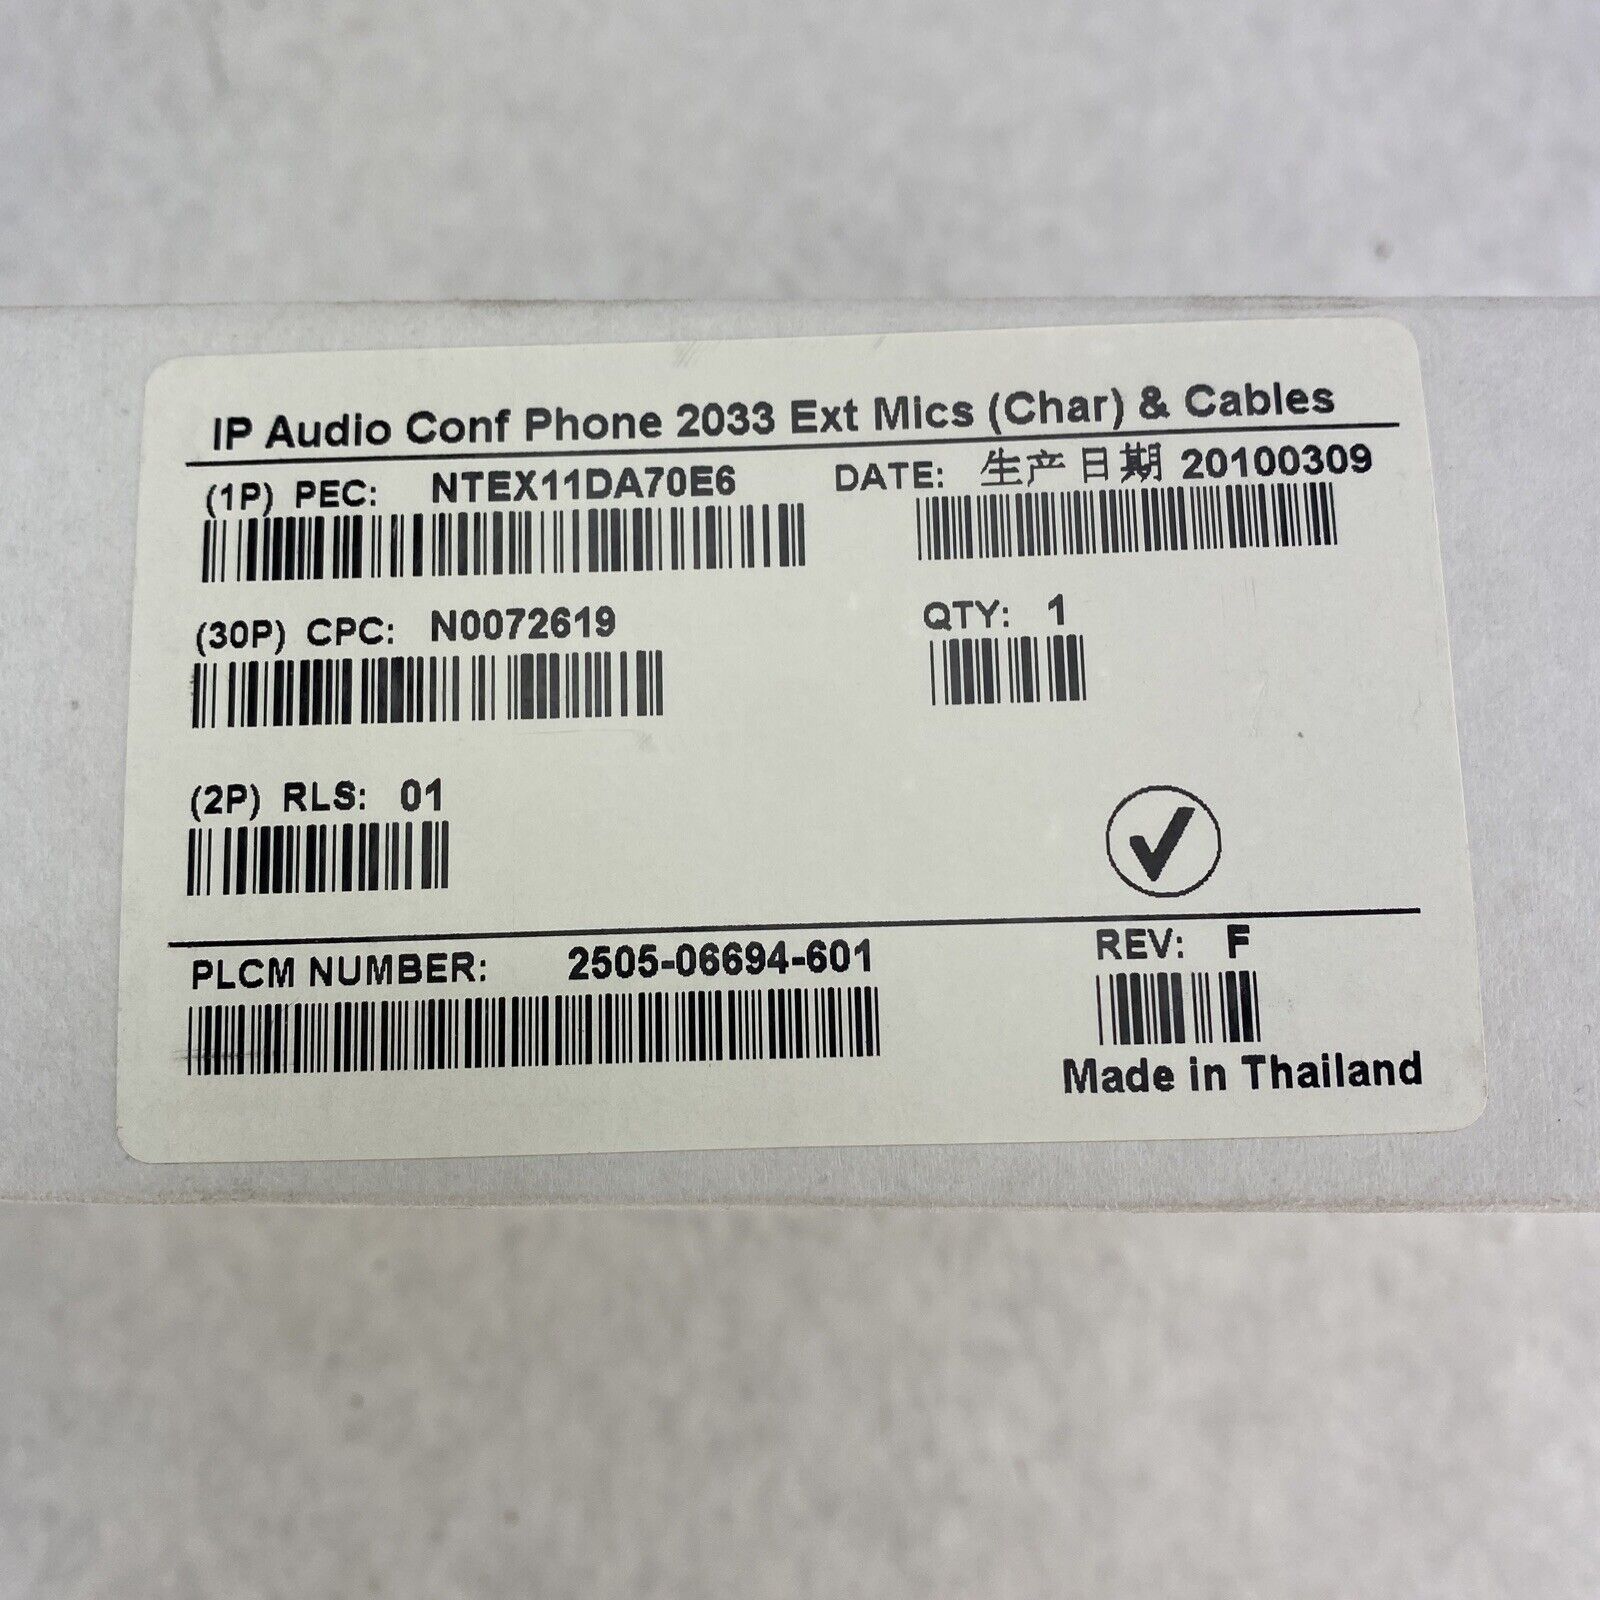 IP Audio Conf Phone 2033 Ext Mics (Char) & Cables
(1P) PEC: NTEX11DA70E6 DATE: 生产日期 20100309
(30P) CPC: N0072619 QTY: 1
(2P) RLS: 01
PLCM NUMBER: 2505-06694-601 REV: F
Made in Thailand